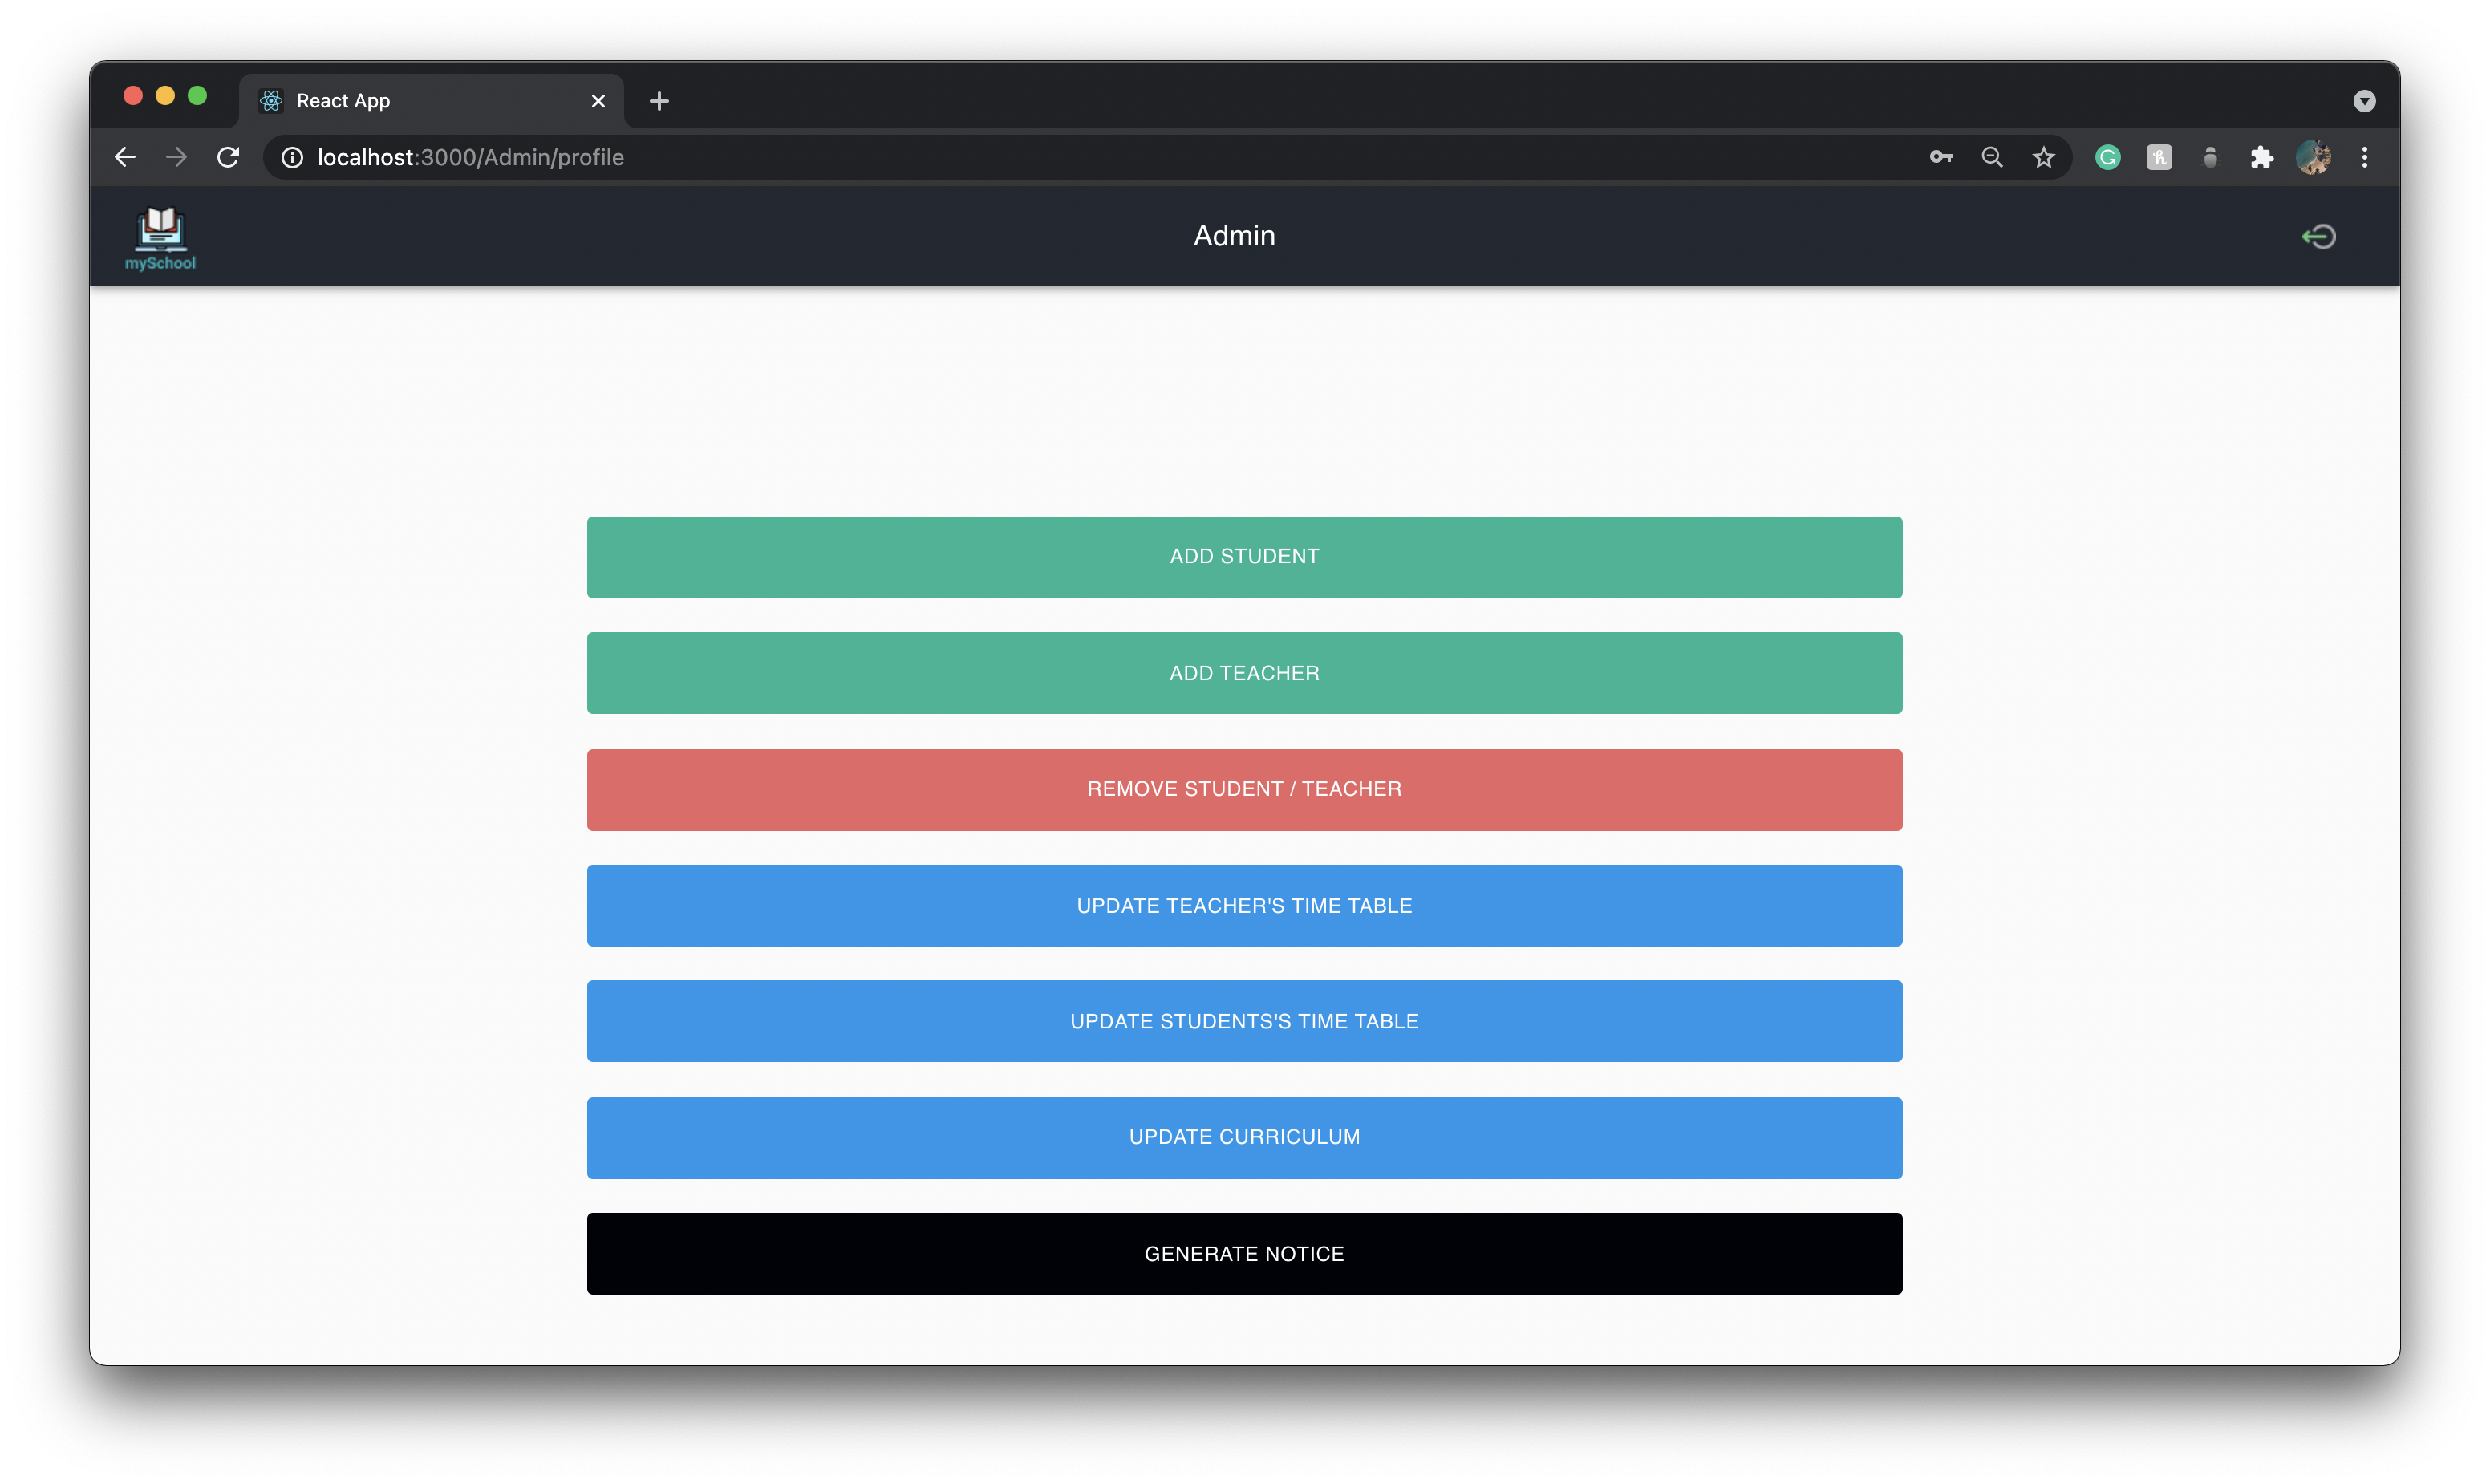 React App
localhost:3000/Admin/profile
mySchool
Admin
ADD STUDENT
ADD TEACHER
REMOVE STUDENT / TEACHER
UPDATE TEACHER'S TIME TABLE
UPDATE STUDENTS'S TIME TABLE
UPDATE CURRICULUM
GENERATE NOTICE